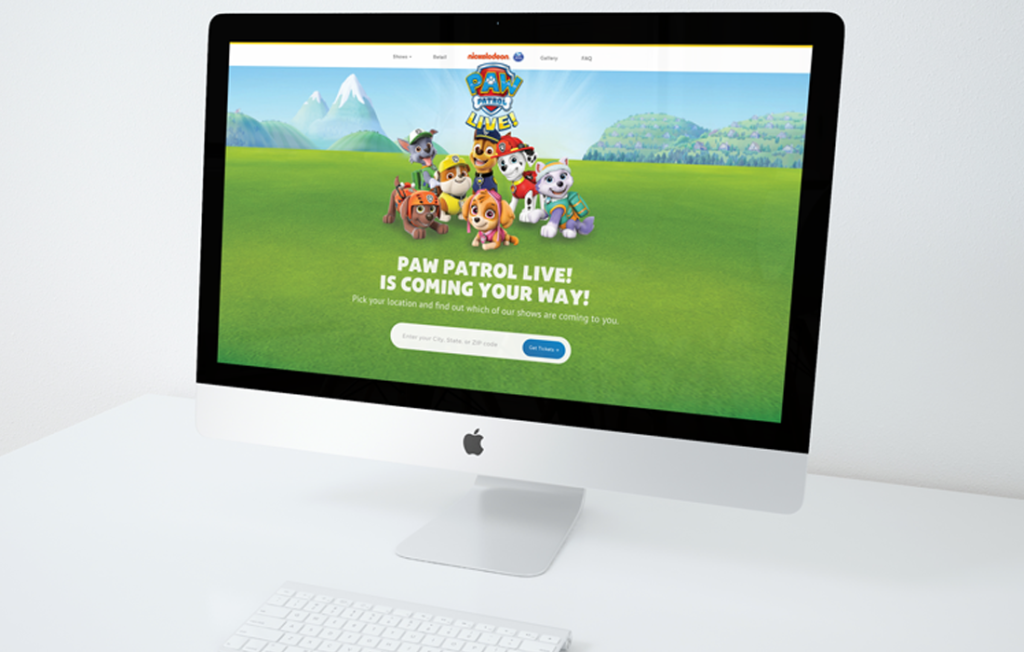 Shows
Retail
nickelodeon
Gallery
FAQ
PAW
PATROL
LIVE!
PAW PATROL LIVE!
IS COMING YOUR WAY!
Pick your location and find out which of our shows are coming to you.
Enter your City, State, or ZIP code
Get Tickets >